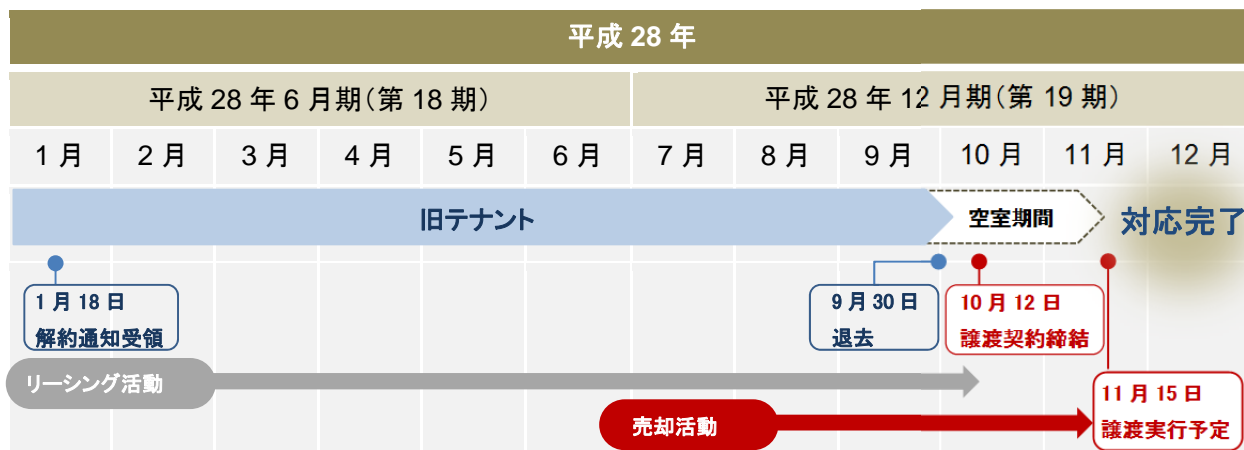 平成 28 年
平成 28 年 6 月期(第 18 期)
平成 28 年 12 月期(第 19 期)
1 月 2 月 3 月 4 月 5 月 6 月 7 月 8 月 9 月 10 月 11 月 12 月
旧テナント
空室期間
対応完了
1 月 18 日
解約通知受領
9 月 30 日
退去
10 月 12 日
譲渡契約締結
リーシング活動
11 月 15 日
譲渡実行予定
売却活動